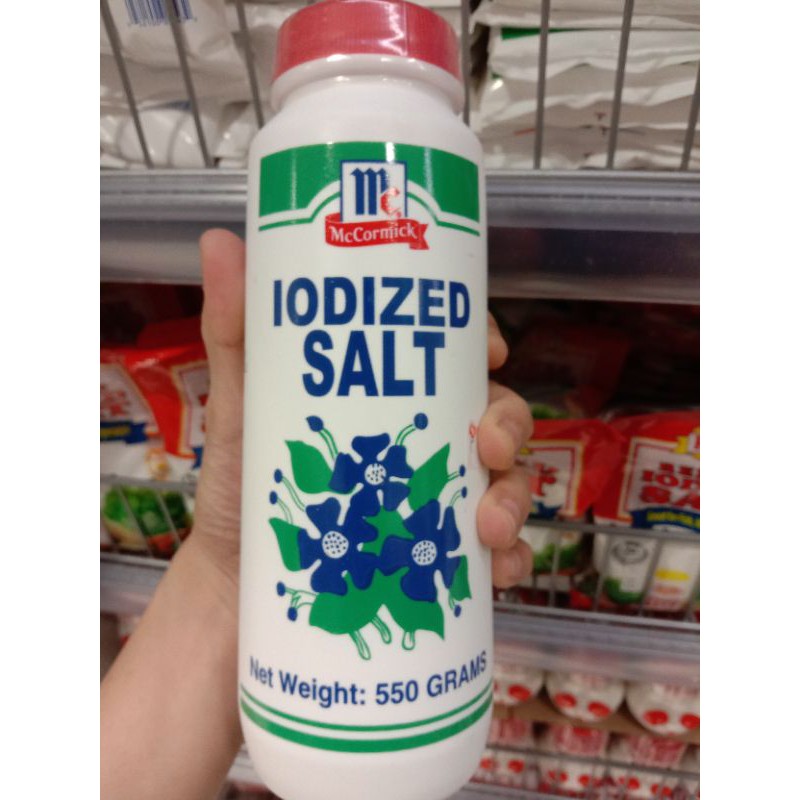 Mc
McCormick
IODIZED
SALT
Net Weight: 550 GRAMS